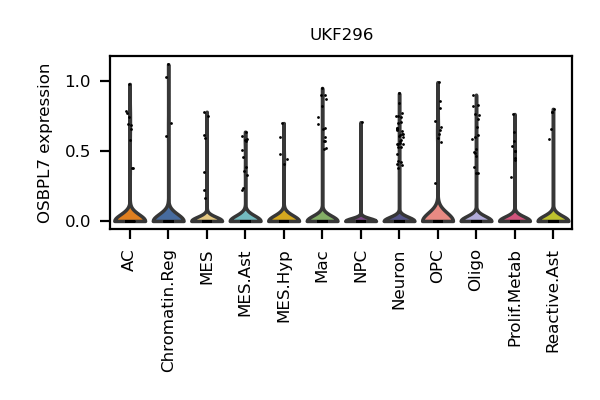 UKF296
OSBPL7 expression
1.0
0.5
0.0
AC
Chromatin.Reg
MES
MES.Ast
MES.Hyp
Mac
NPC
Neuron
OPC
Oligo
Prolif.Metab
Reactive.Ast